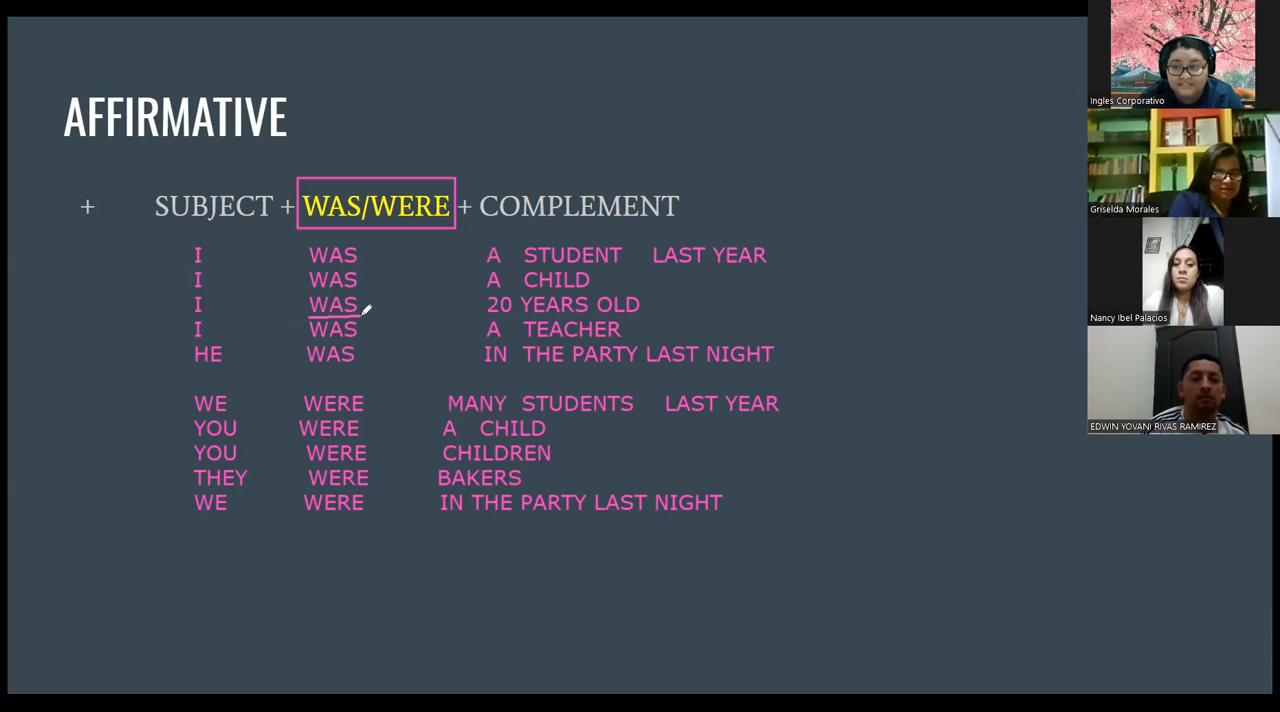 AFFIRMATIVE
+ SUBJECT + WAS/WERE + COMPLEMENT
I WAS A STUDENT LAST YEAR
I WAS A CHILD
I WAS 20 YEARS OLD
I WAS A TEACHER
HE WAS IN THE PARTY LAST NIGHT
WE WERE MANY STUDENTS LAST YEAR
YOU WERE A CHILD
YOU WERE CHILDREN
THEY WERE BAKERS
WE WERE IN THE PARTY LAST NIGHT
Ingles Corporativo
Griselda Morales
Nancy Ibel Palacios
EDWIN YOVANI RIVAS RAMIREZ